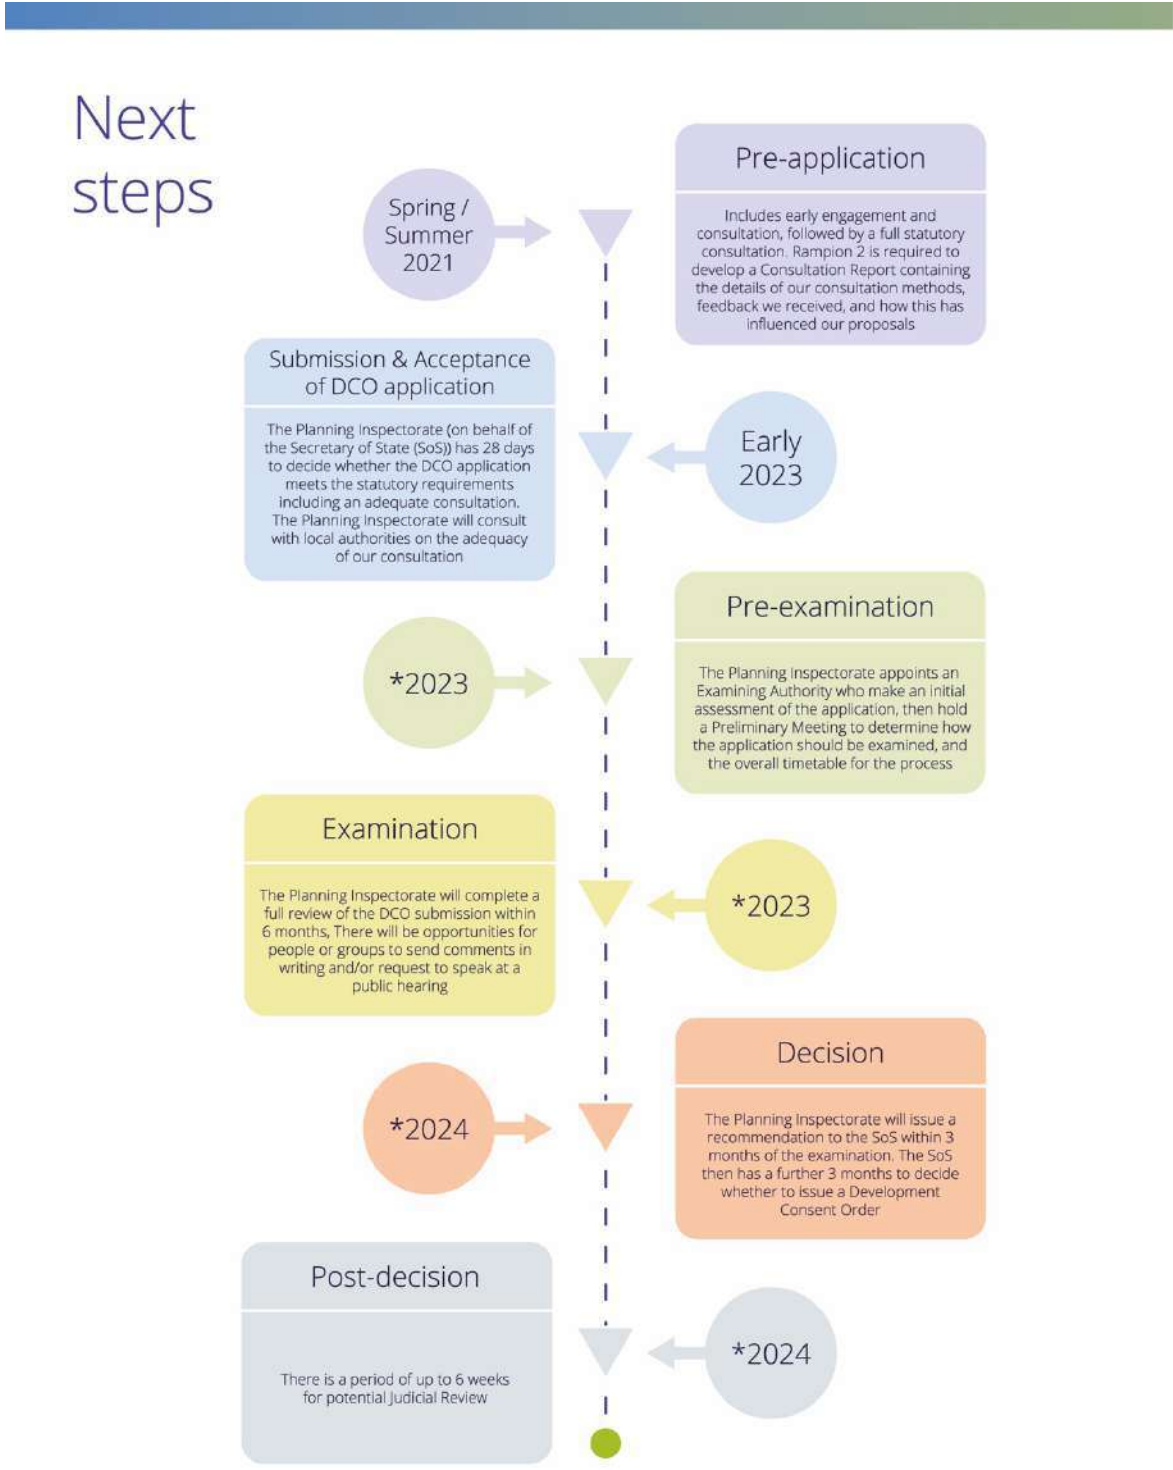 Next
steps
Spring /
Summer
2021
Pre-application
Includes early engagement and
consultation, followed by a full statutory
consultation. Rampion 2 is required to
develop a Consultation Report containing
the details of our consultation methods,
feedback we received, and how this has
influenced our proposals
Submission & Acceptance
of DCO application
The Planning Inspectorate (on behalf of
the Secretary of State (SoS)) has 28 days
to decide whether the DCO application
meets the statutory requirements
including an adequate consultation.
The Planning Inspectorate will consult
with local authorities on the adequacy
of our consultation
Early
2023
*2023
Pre-examination
The Planning Inspectorate appoints an
Examining Authority who make an initial
assessment of the application, then hold
a Preliminary Meeting to determine how
the application should be examined, and
the overall timetable for the process
Examination
The Planning Inspectorate will complete a
full review of the DCO submission within
6 months, There will be opportunities for
people or groups to send comments in
writing and/or request to speak at a
public hearing
*2023
*2024
Decision
The Planning Inspectorate will issue a
recommendation to the SoS within 3
months of the examination. The SoS
then has a further 3 months to decide
whether to issue a Development
Consent Order
Post-decision
There is a period of up to 6 weeks
for potential Judicial Review
*2024